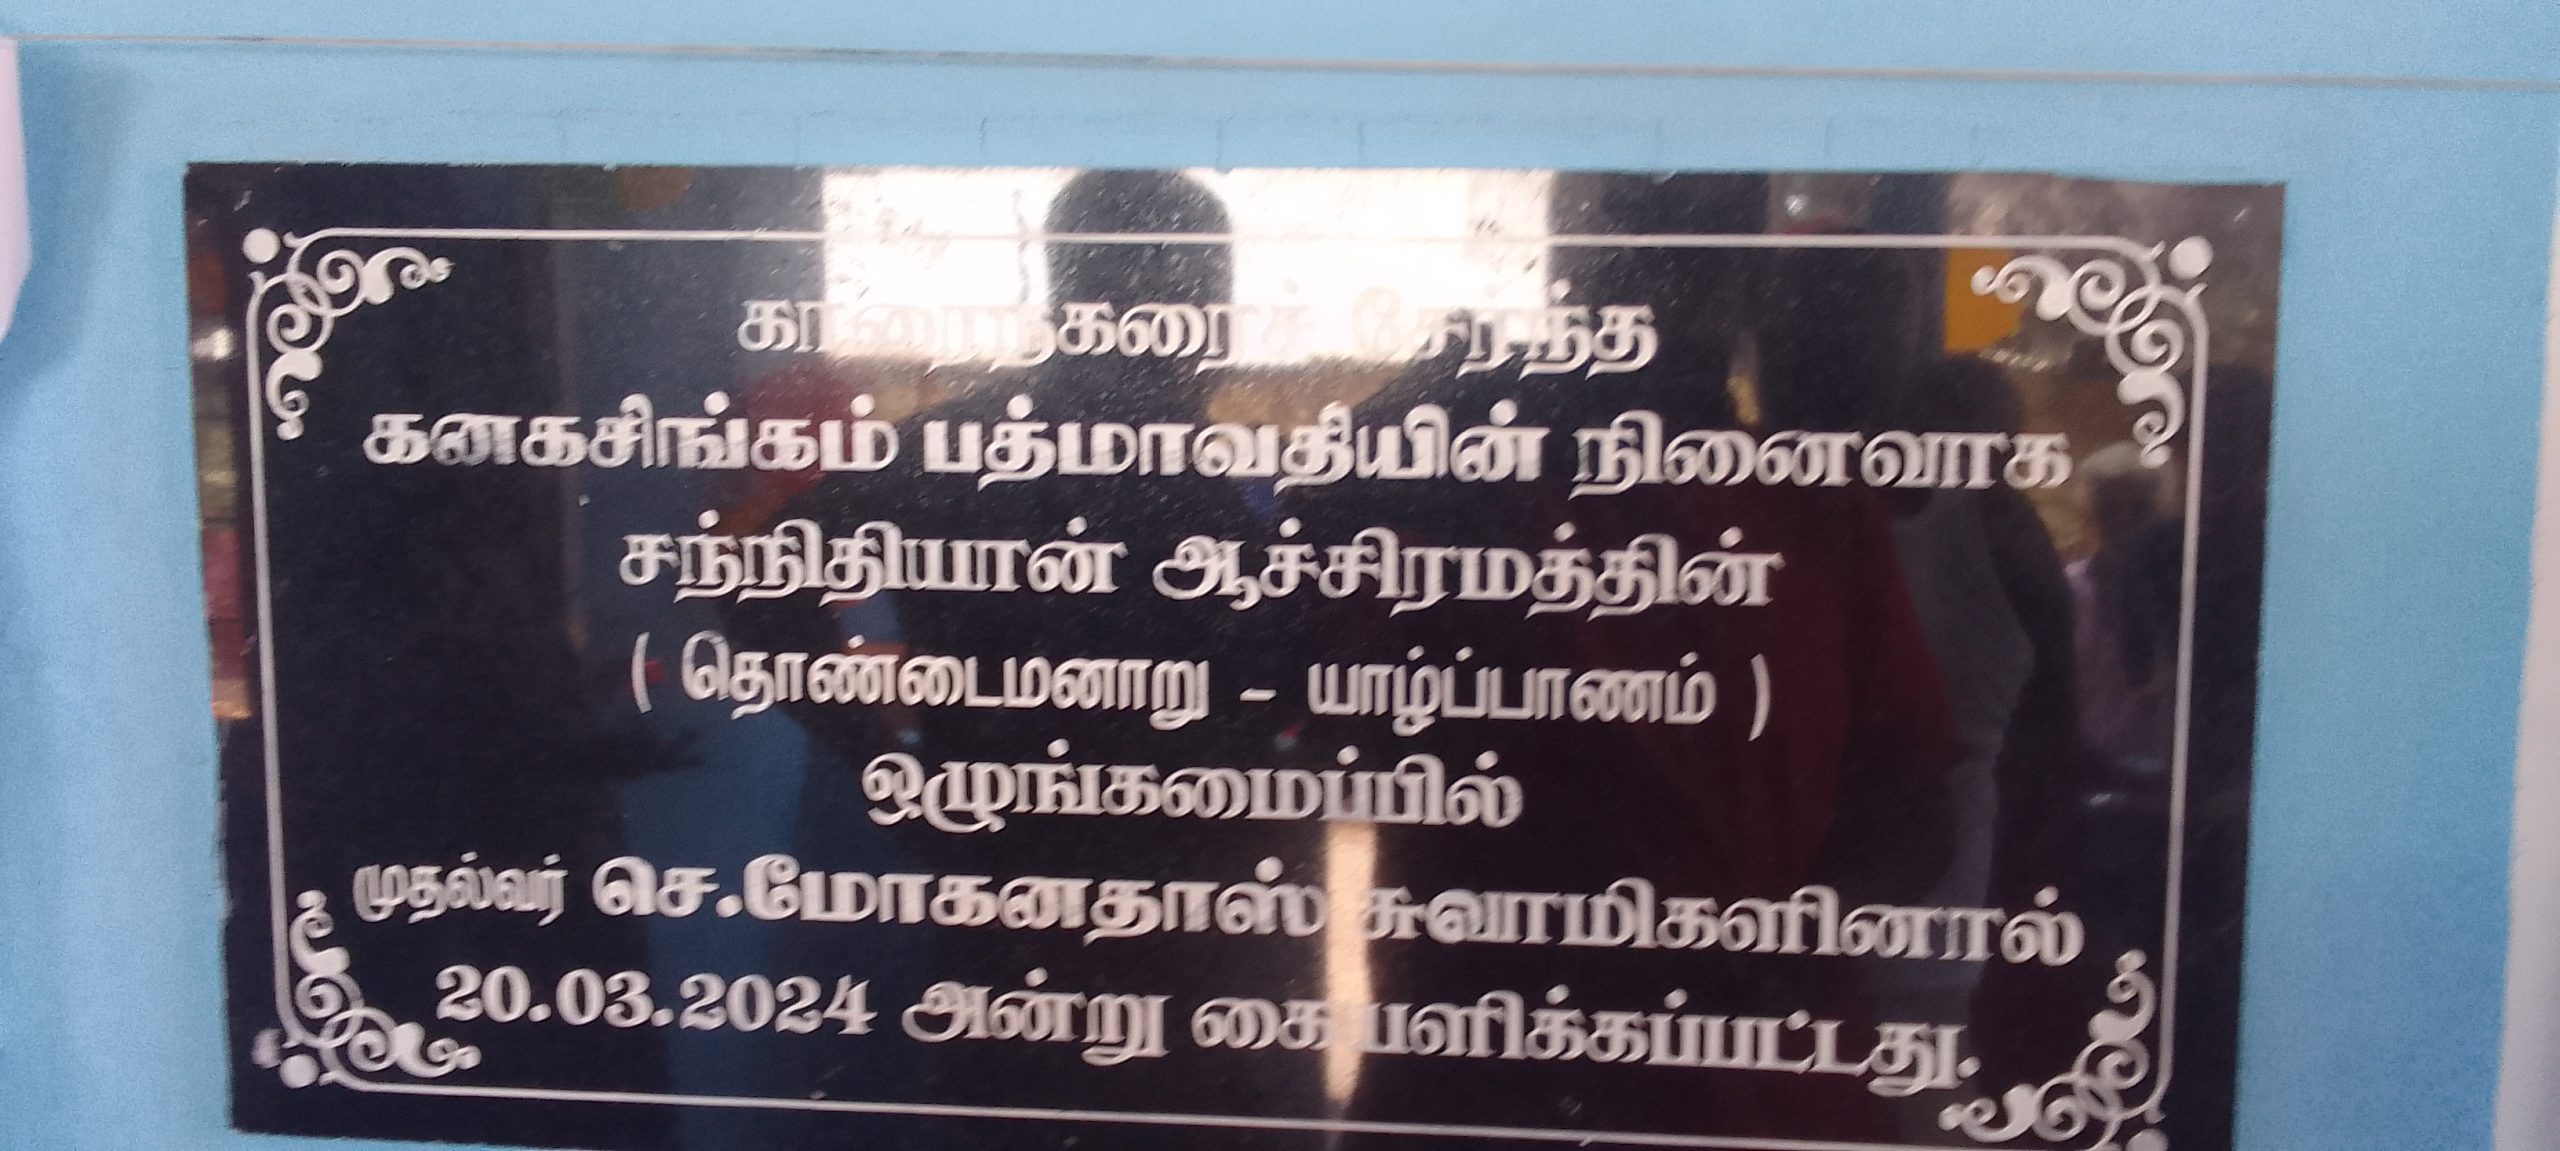 காரைநகரைச் சேர்ந்த
கனகசிங்கம் பத்மாவதியின் நினைவாக
சந்நிதியான் ஆச்சிரமத்தின்
( தொண்டைமனாறு - யாழ்ப்பாணம் )
ஒழுங்கமைப்பில்
முதல்வர் செ.மோகனதாஸ் சுவாமிகளினால்
20.03.2024 அன்று கையளிக்கப்பட்டது.